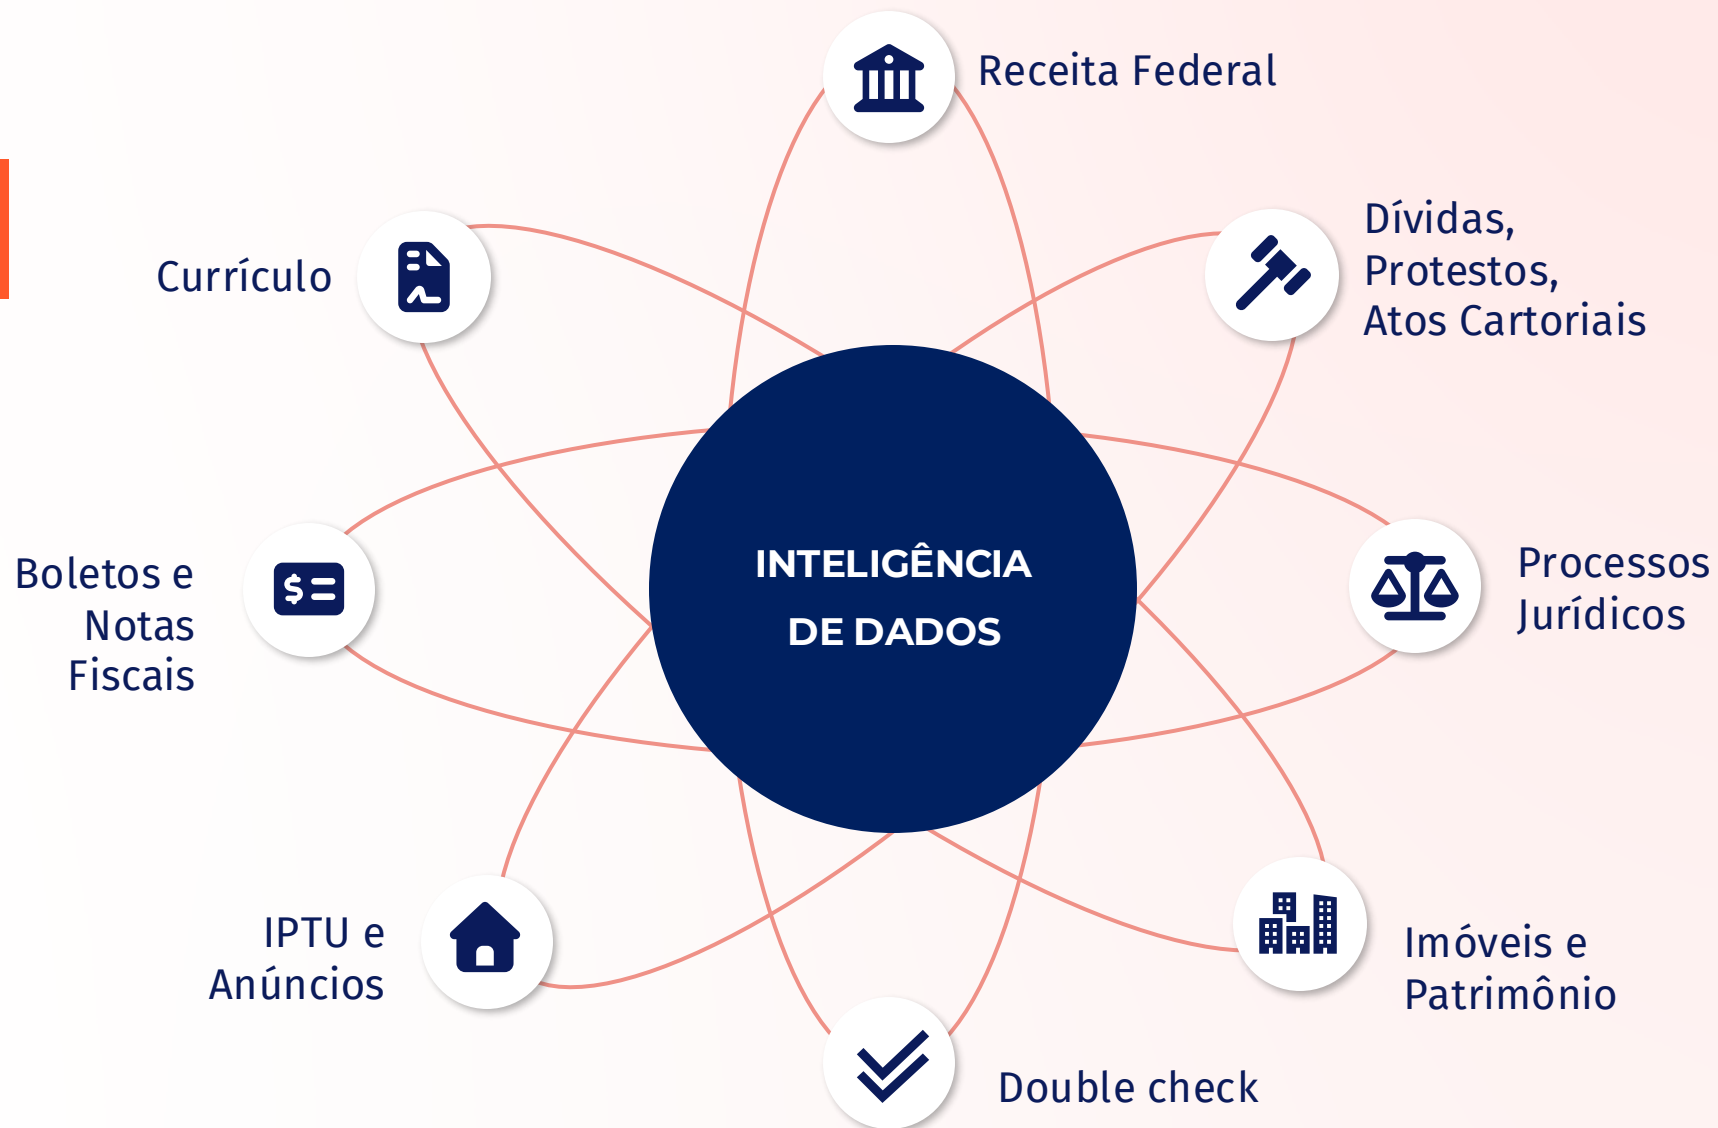 Receita Federal
Dívidas,
Protestos,
Atos Cartoriais
Currículo
INTELIGÊNCIA
DE DADOS
Processos
Jurídicos
Boletos e
Notas
Fiscais
IPTU e
Anúncios
Imóveis e
Patrimônio
Double check